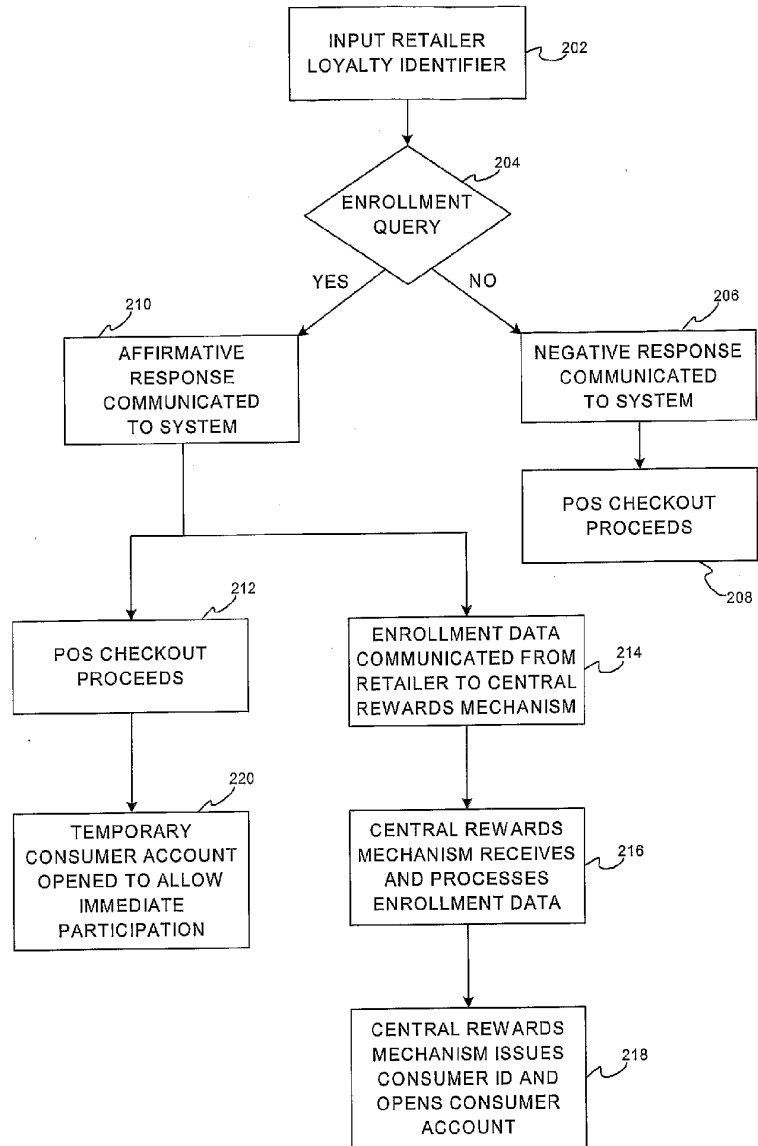 INPUT RETAILER
LOYALTY IDENTIFIER
202
204
ENROLLMENT
QUERY
YES
NO
210
AFFIRMATIVE
RESPONSE
COMMUNICATED
TO SYSTEM
206
NEGATIVE RESPONSE
COMMUNICATED
TO SYSTEM
POS CHECKOUT
PROCEEDS
208
212
POS CHECKOUT
PROCEEDS
ENROLLMENT DATA
COMMUNICATED FROM
RETAILER TO CENTRAL
REWARDS MECHANISM
214
220
TEMPORARY
CONSUMER ACCOUNT
OPENED TO ALLOW
IMMEDIATE
PARTICIPATION
CENTRAL REWARDS
MECHANISM RECEIVES
AND PROCESSES
ENROLLMENT DATA
216
CENTRAL REWARDS
MECHANISM ISSUES
CONSUMER ID AND
OPENS CONSUMER
ACCOUNT
218